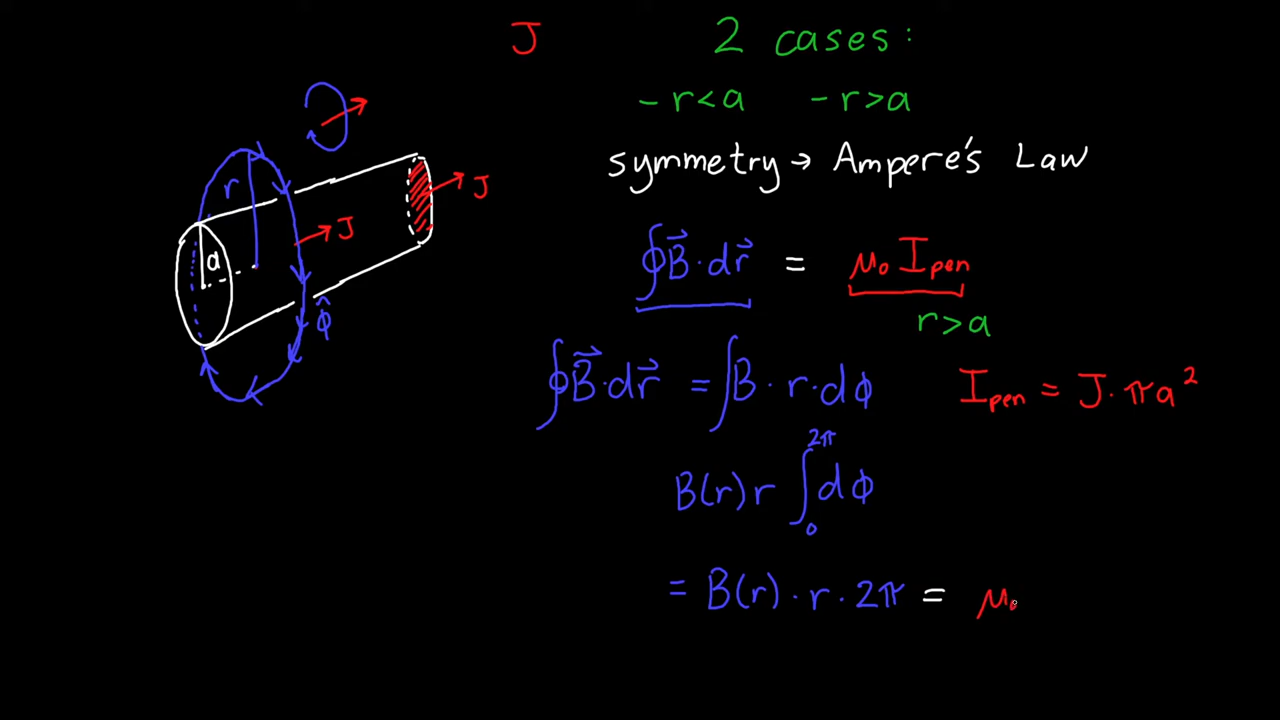 J 2 cases:
- r<a - r>a
symmetry → Ampere's Law
r J
J
a
φ̂
∮B⃗·dr⃗ = μ₀ I_pen
r>a
∮B⃗·dr⃗ = ∫B · r·dφ I_pen = J·πa²
B(r) r ∫₀^2π dφ
= B(r) · r · 2π = μ₀